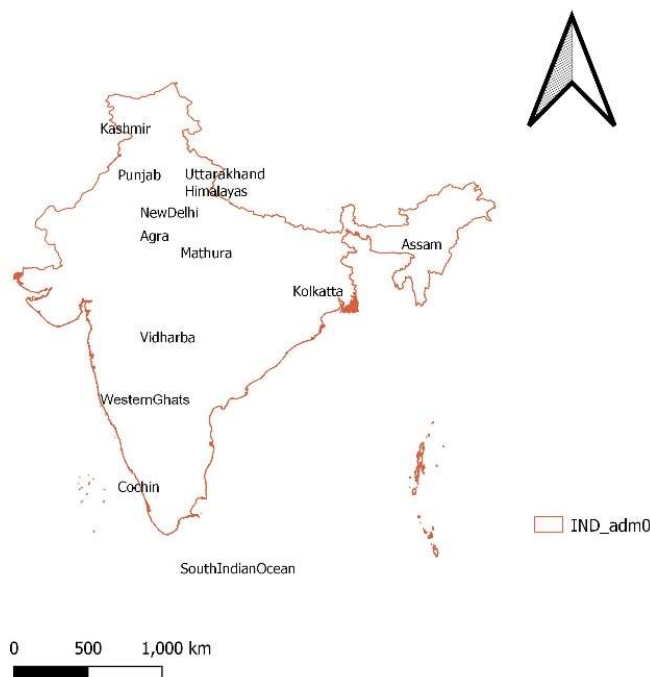 Kashmir
Punjab
Uttarakhand
Himalayas
NewDelhi
Agra
Mathura
Assam
Kolkatta
Vidharba
WesternGhats
Cochin
IND_adm0
SouthIndianOcean
0 500 1,000 km